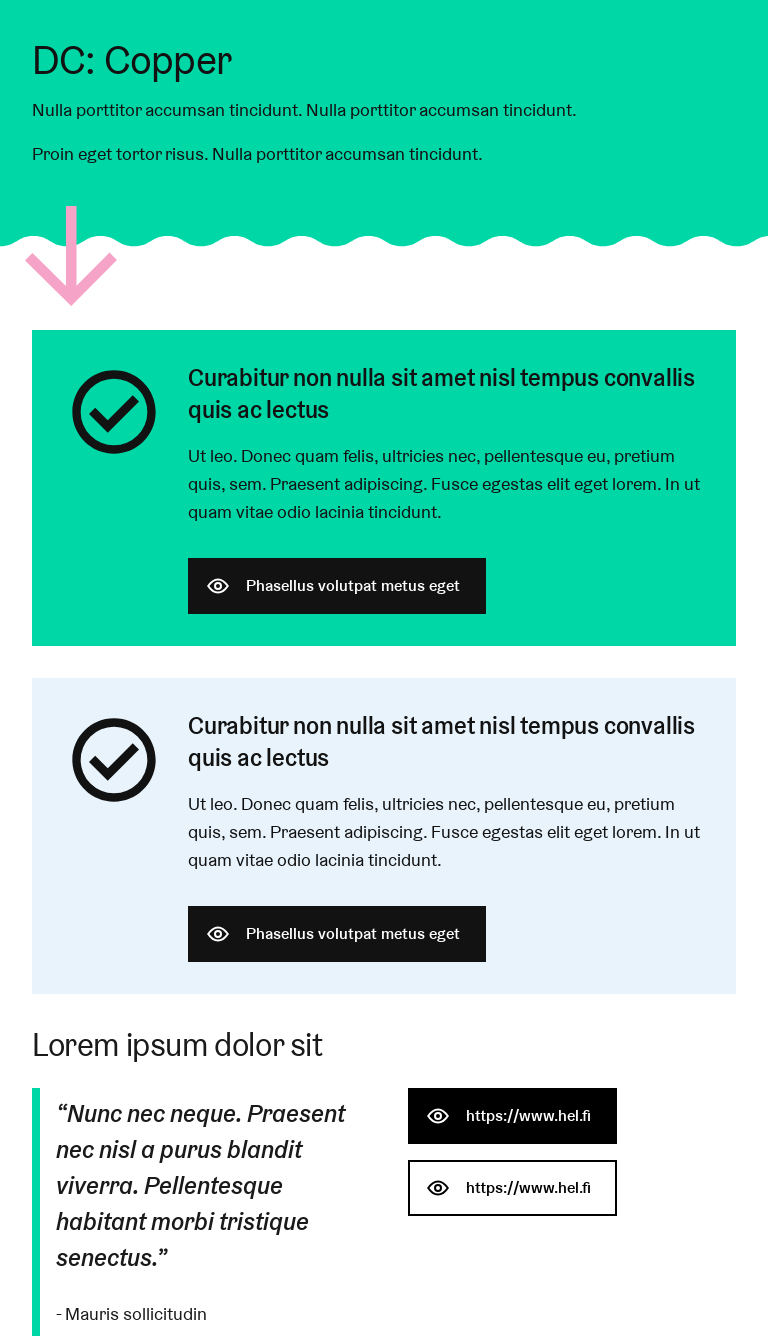 DC: Copper
Nulla porttitor accumsan tincidunt. Nulla porttitor accumsan tincidunt.
Proin eget tortor risus. Nulla porttitor accumsan tincidunt.
Curabitur non nulla sit amet nisl tempus convallis
quis ac lectus
Ut leo. Donec quam felis, ultricies nec, pellentesque eu, pretium
quis, sem. Praesent adipiscing. Fusce egestas elit eget lorem. In ut
quam vitae odio lacinia tincidunt.
Phasellus volutpat metus eget
Curabitur non nulla sit amet nisl tempus convallis
quis ac lectus
Ut leo. Donec quam felis, ultricies nec, pellentesque eu, pretium
quis, sem. Praesent adipiscing. Fusce egestas elit eget lorem. In ut
quam vitae odio lacinia tincidunt.
Phasellus volutpat metus eget
Lorem ipsum dolor sit
“Nunc nec neque. Praesent
nec nisl a purus blandit
viverra. Pellentesque
habitant morbi tristique
senectus.”
- Mauris sollicitudin
https://www.hel.fi
https://www.hel.fi